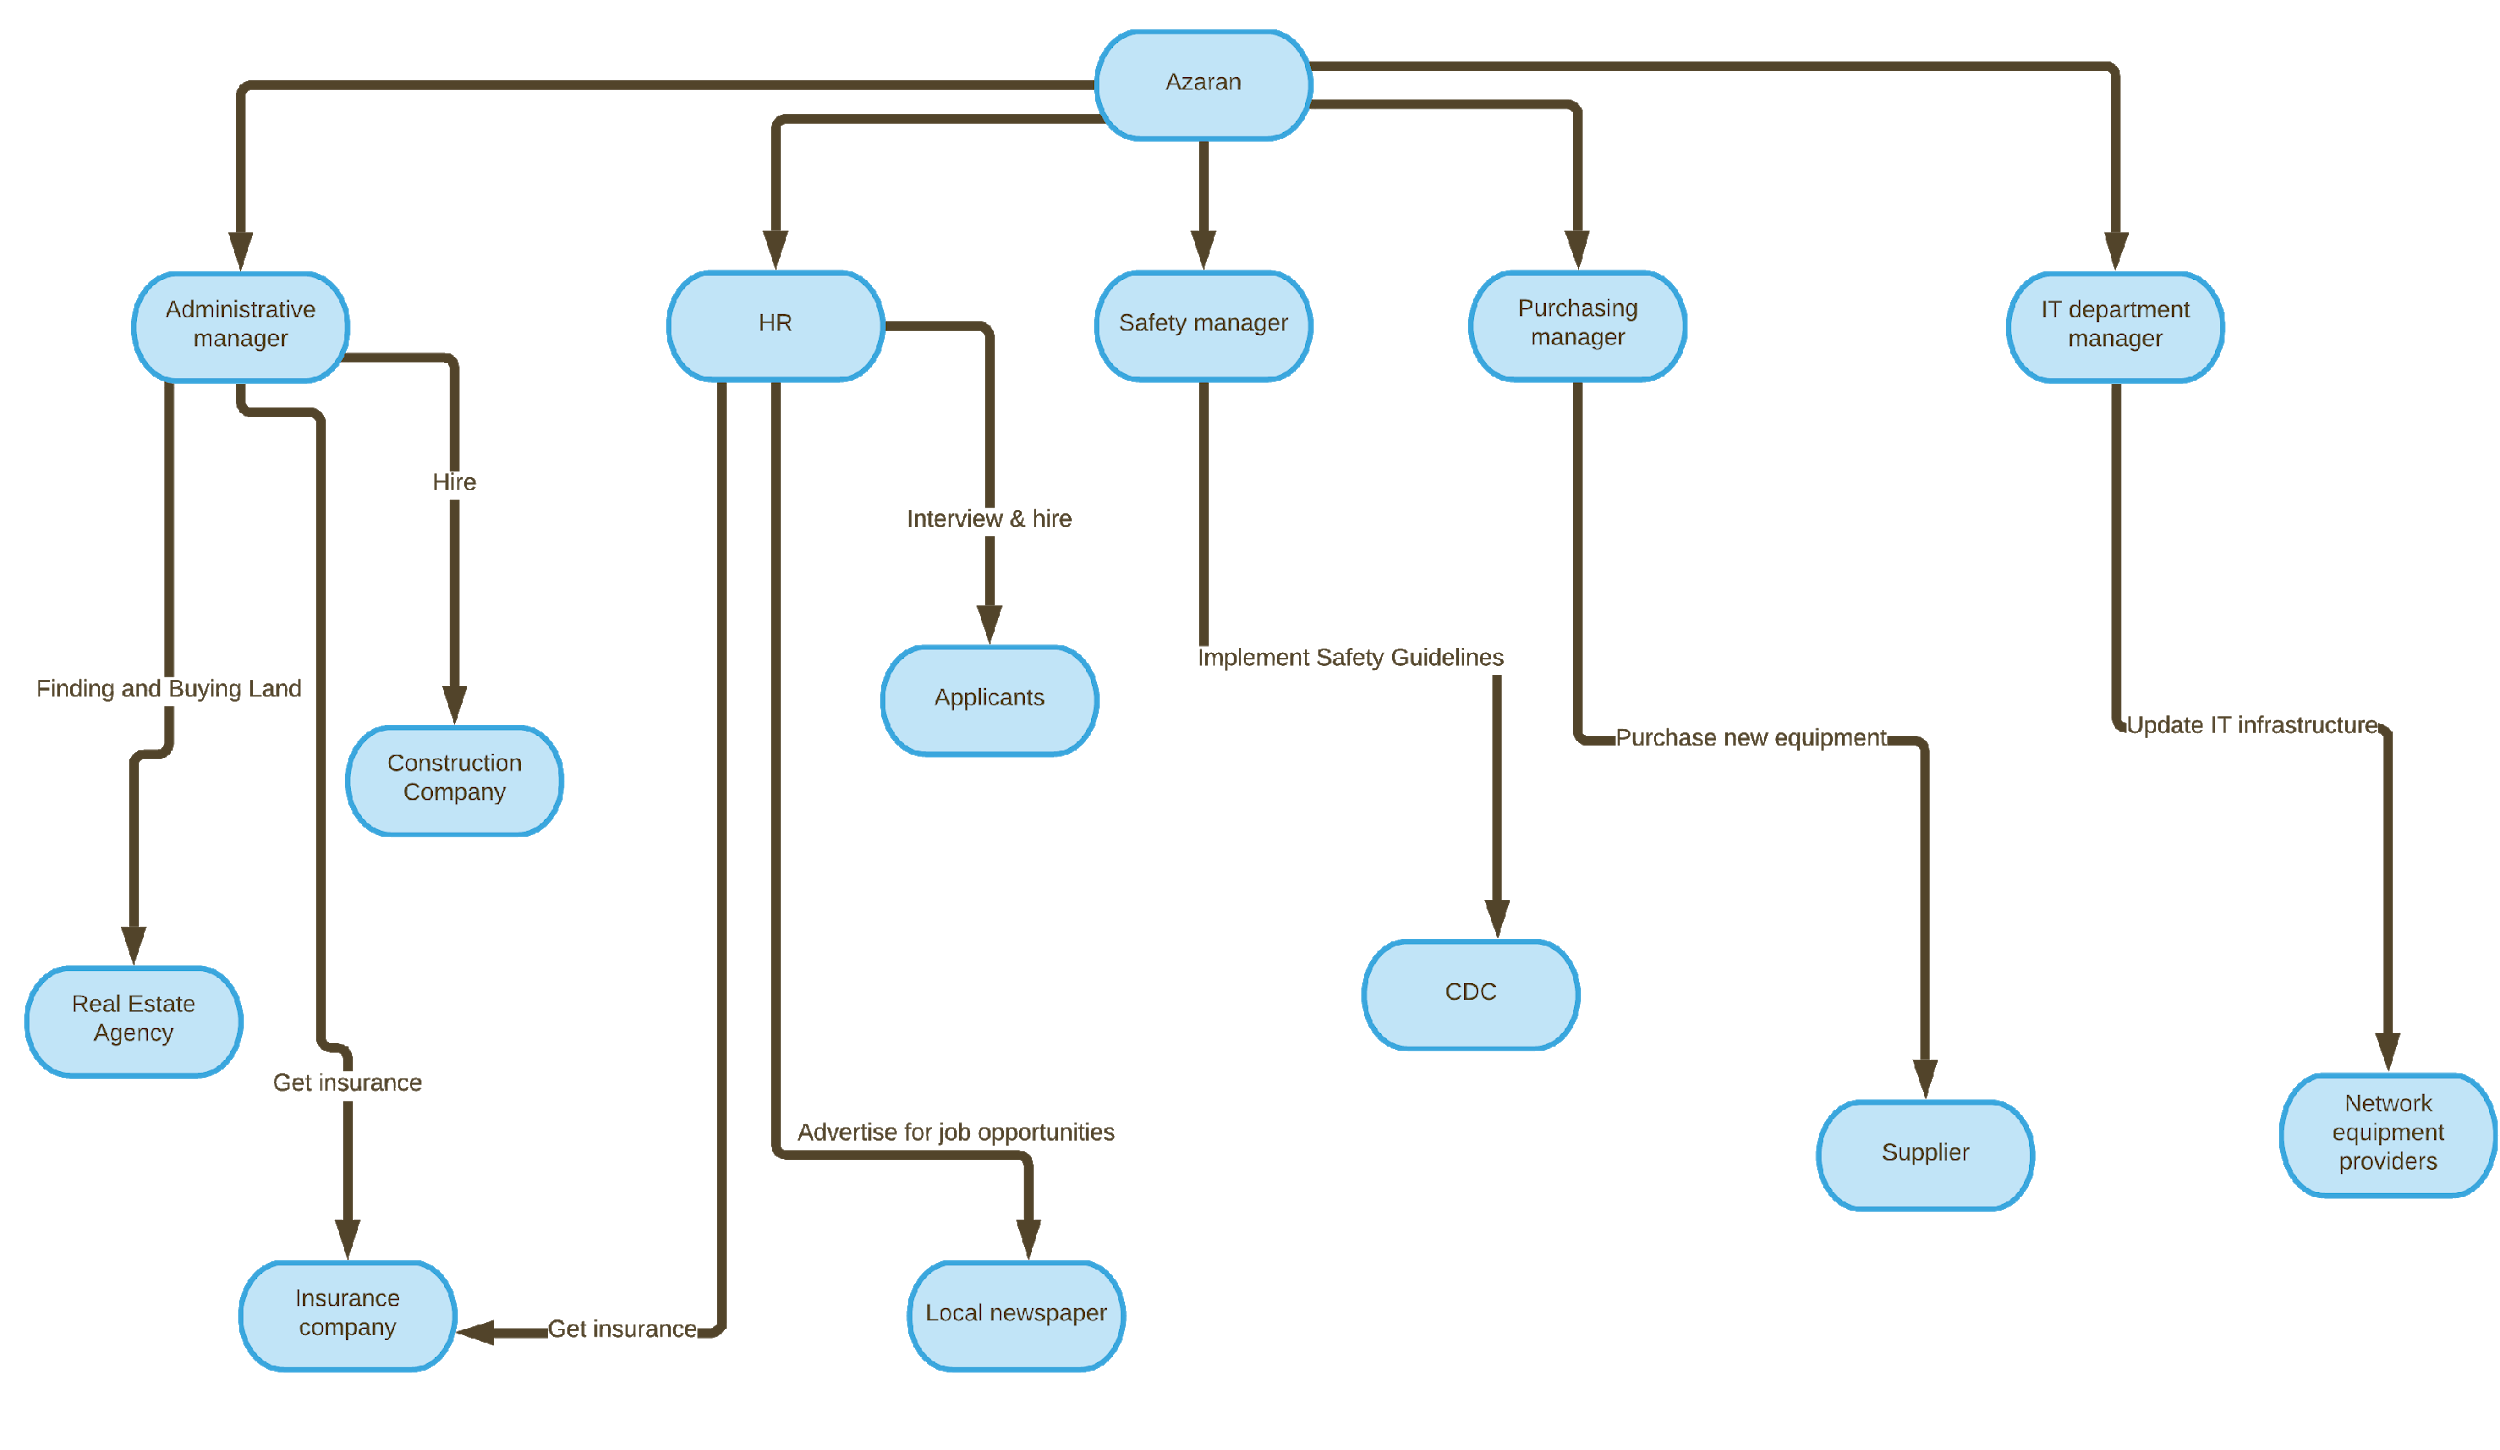 Azaran
Administrative
manager
HR
Safety manager
Purchasing
manager
IT department
manager
Hire
Interview & hire
Implement Safety Guidelines
Finding and Buying Land
Applicants
Update IT infrastructure
Purchase new equipment
Construction
Company
CDC
Real Estate
Agency
Get insurance
Network
equipment
providers
Advertise for job opportunities
Supplier
Insurance
company
Local newspaper
Get insurance